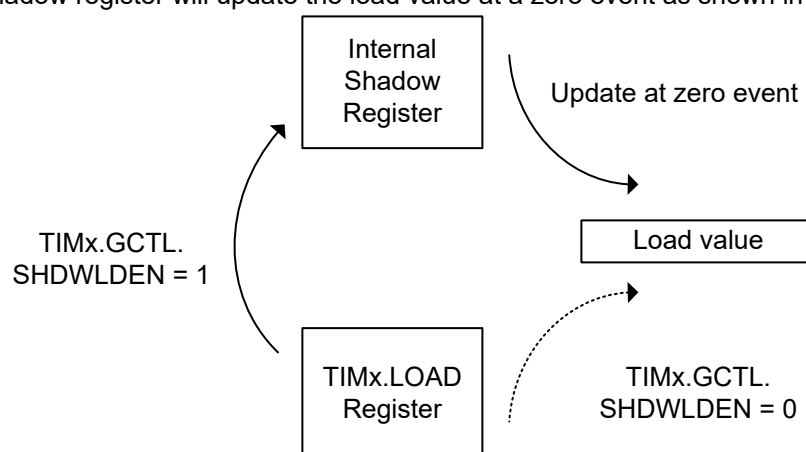 hadow register will update the load value at a zero event as shown in
Internal
Shadow
Register
Update at zero event
TIMx.GCTL.
SHDWLDEN = 1
Load value
TIMx.LOAD
Register
TIMx.GCTL.
SHDWLDEN = 0